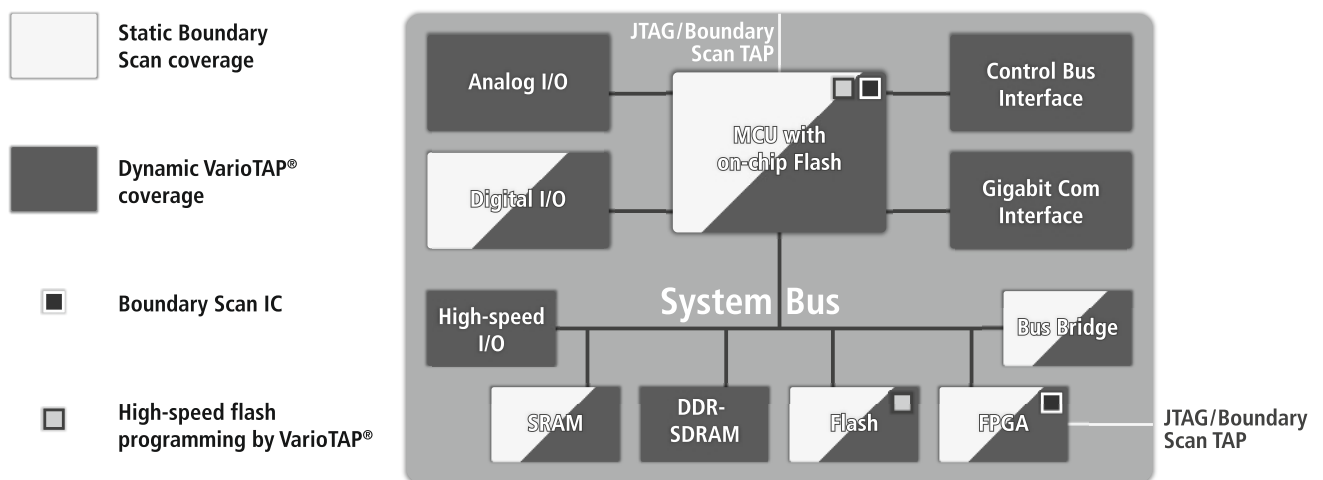 Static Boundary
Scan coverage
Dynamic VarioTAP®
coverage
Boundary Scan IC
High-speed flash
programming by VarioTAP®
JTAG/Boundary
Scan TAP
Analog I/O
MCU with
on-chip Flash
Control Bus
Interface
Digital I/O
Gigabit Com
Interface
System Bus
High-speed
I/O
Bus Bridge
SRAM
DDR-
SDRAM
Flash
FPGA
JTAG/Boundary
Scan TAP